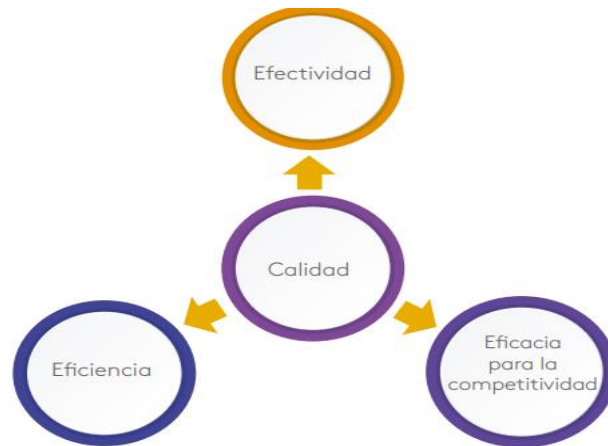 Efectividad
Calidad
Eficiencia
Eficacia
para la
competitividad